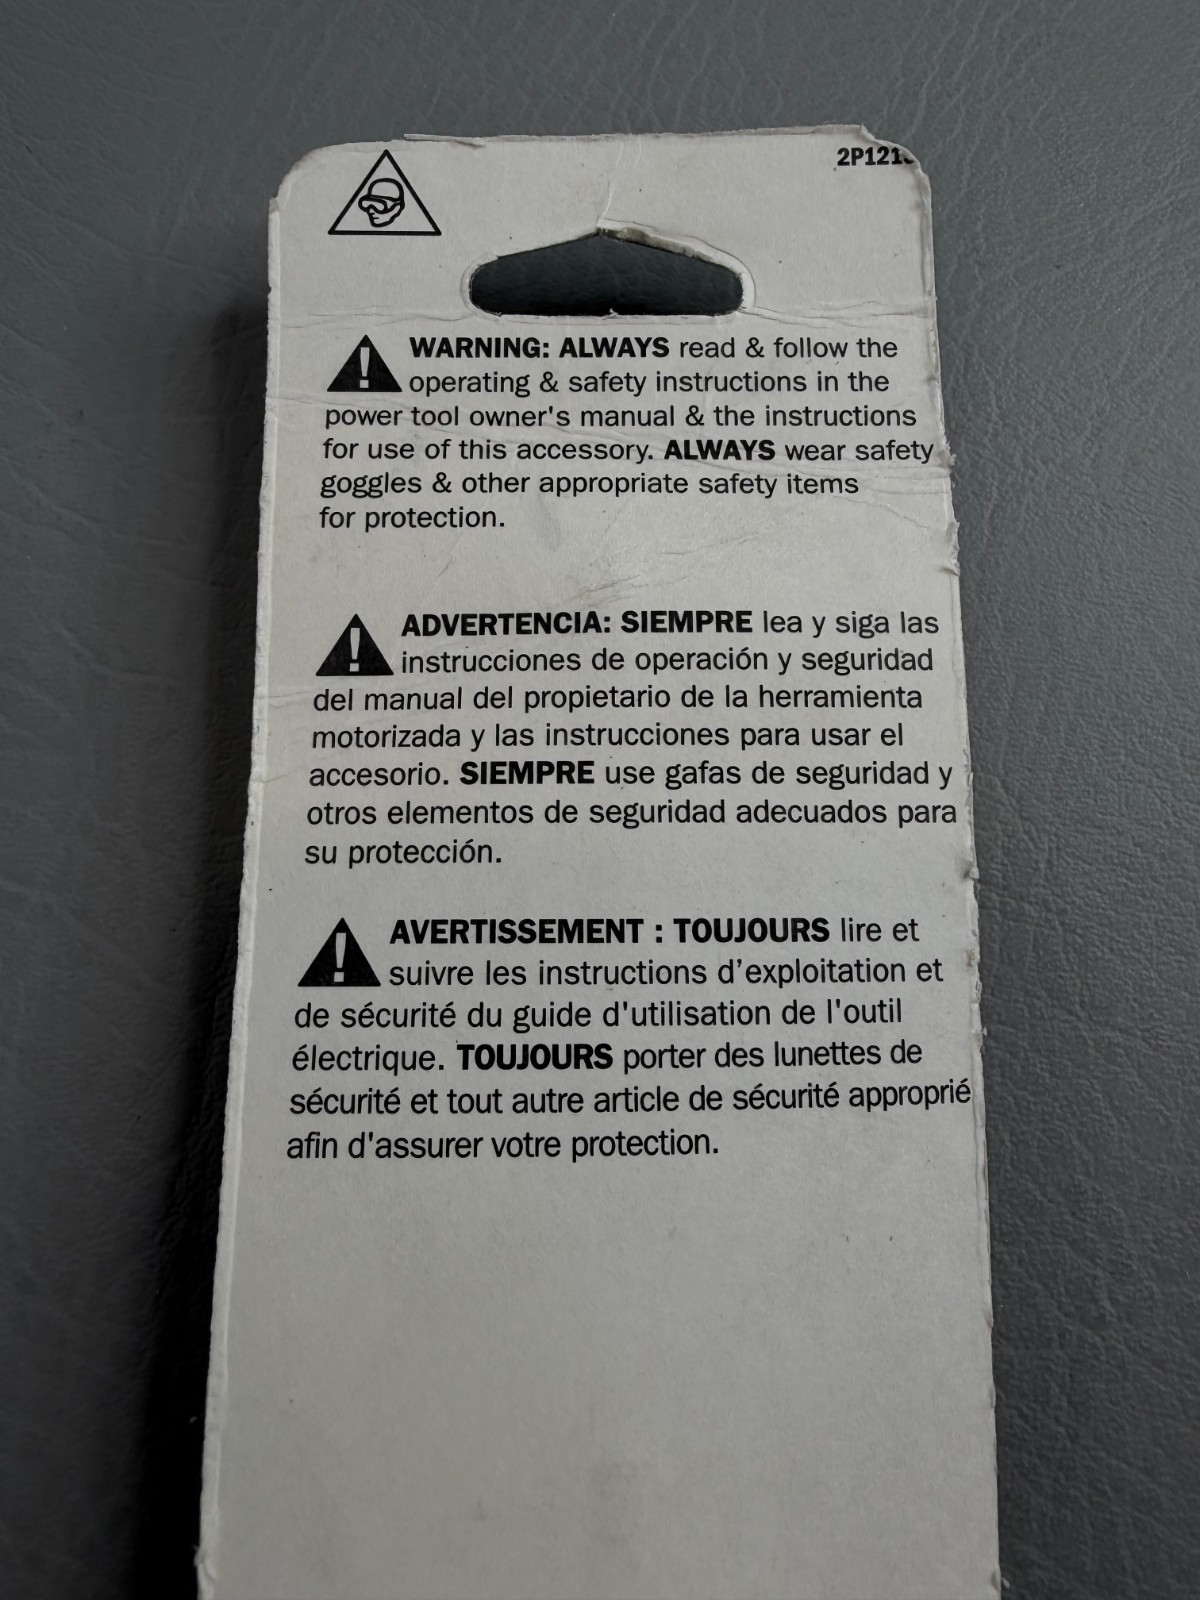 WARNING: ALWAYS read & follow the
operating & safety instructions in the
power tool owner's manual & the instructions
for use of this accessory. ALWAYS wear safety
goggles & other appropriate safety items
for protection.
ADVERTENCIA: SIEMPRE lea y siga las
instrucciones de operación y seguridad
del manual del propietario de la herramienta
motorizada y las instrucciones para usar el
accesorio. SIEMPRE use gafas de seguridad y
otros elementos de seguridad adecuados para
su protección.
AVERTISSEMENT : TOUJOURS lire et
suivre les instructions d’exploitation et
de sécurité du guide d'utilisation de l'outil
électrique. TOUJOURS porter des lunettes de
sécurité et tout autre article de sécurité approprié
afin d'assurer votre protection.